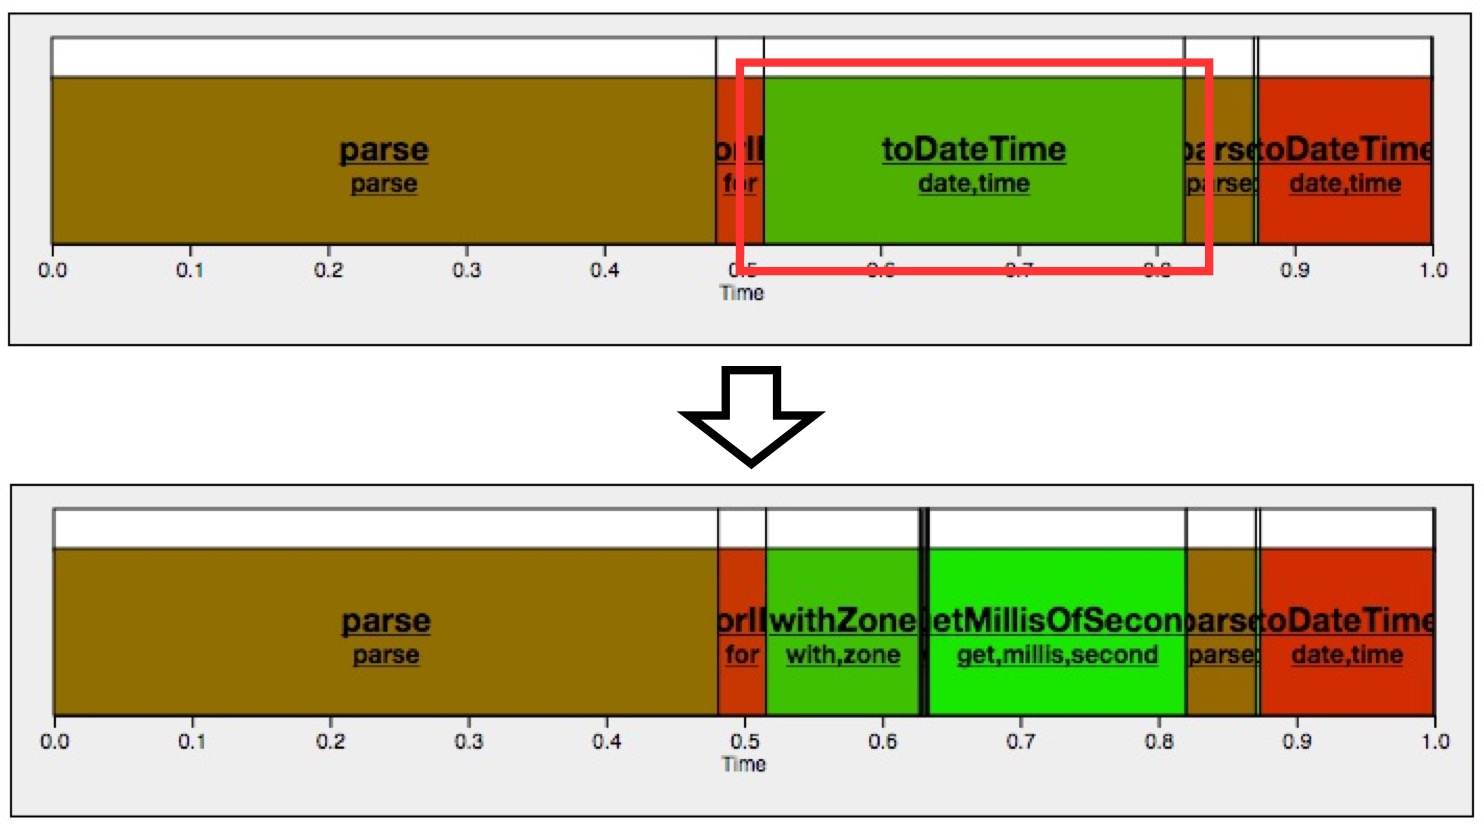 parse orII toDateTime parse toDateTime
parse for date,time parse date,time
0.0 0.1 0.2 0.3 0.4 0.5 0.6 0.7 0.8 0.9 1.0
Time
parse orII withZone etMillisOfSecon parse toDateTime
parse for with,zone get,millis,second parse date,time
0.0 0.1 0.2 0.3 0.4 0.5 0.6 0.7 0.8 0.9 1.0
Time